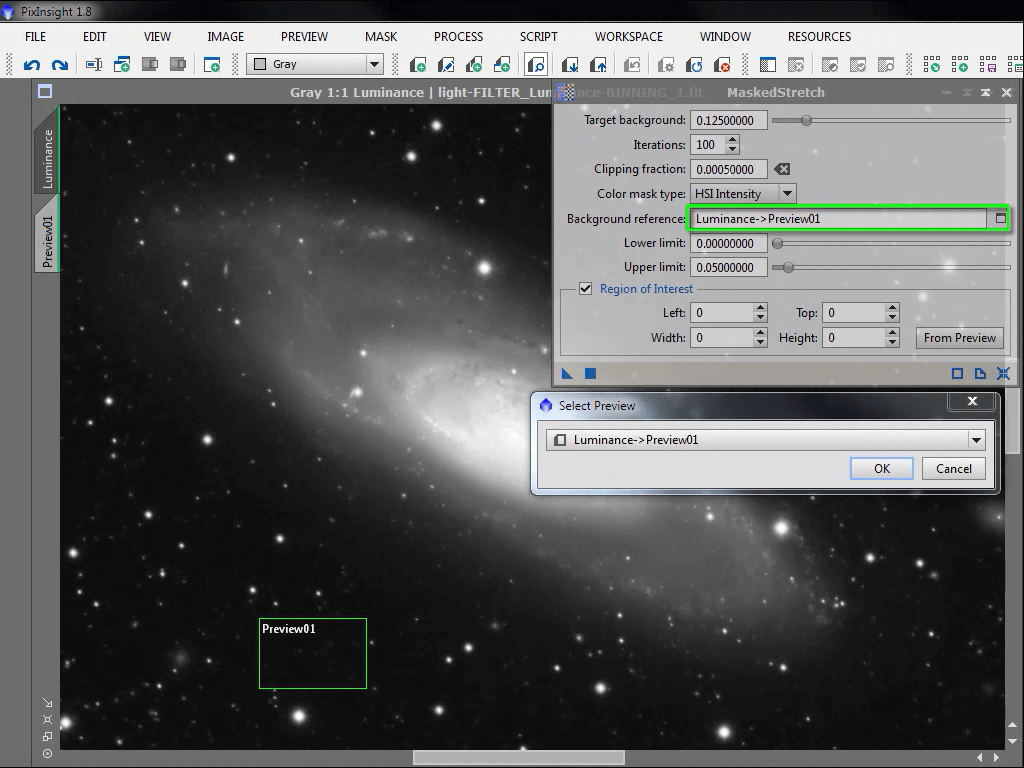 PixInsight 1.8
FILE EDIT VIEW IMAGE PREVIEW MASK PROCESS SCRIPT WORKSPACE WINDOW RESOURCES
Gray
Gray 1:1 Luminance | light-FILTER_Luminance-BINNING_1.fit
MaskedStretch
Luminance
Preview01
Target background: 0.12500000
Iterations: 100
Clipping fraction: 0.00050000
Color mask type: HSI Intensity
Background reference: Luminance->Preview01
Lower limit: 0.00000000
Upper limit: 0.05000000
Region of Interest
Left: 0 Top: 0
Width: 0 Height: 0 From Preview
Select Preview
Luminance->Preview01
OK Cancel
Preview01